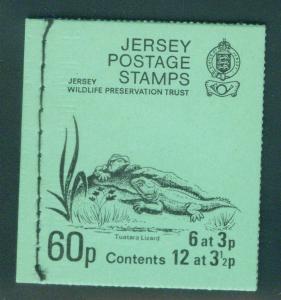 JERSEY
POSTAGE
STAMPS
JERSEY
WILDLIFE PRESERVATION TRUST
Tuatara Lizard
60p Contents 6 at 3p
12 at 3½p